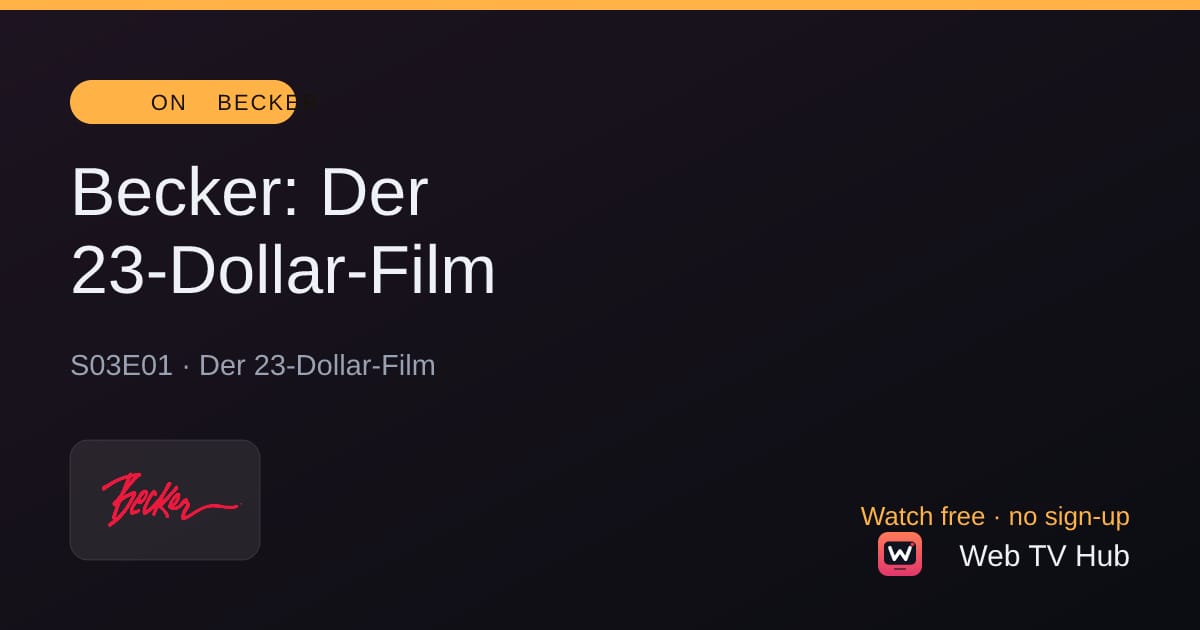 ON BECKER
Becker: Der
23-Dollar-Film
S03E01 · Der 23-Dollar-Film
Becker
Watch free · no sign-up
Web TV Hub